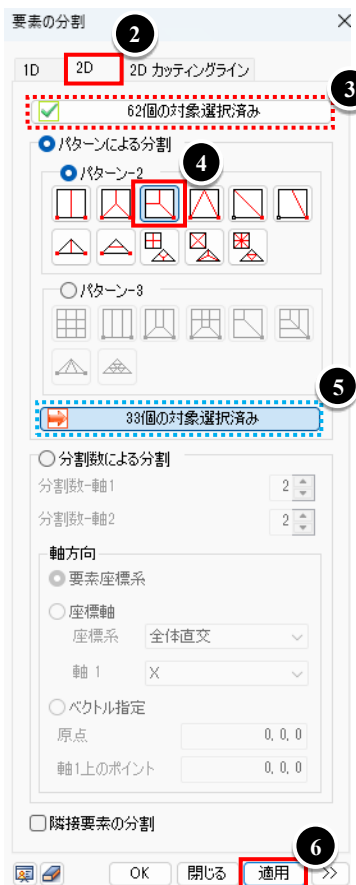 要素の分割
2
1D 2D 2D カッティングライン
3
62個の対象選択済み
パターンによる分割
4
パターン-2
パターン-3
5
33個の対象選択済み
分割数による分割
分割数-軸1 2
分割数-軸2 2
軸方向
要素座標系
座標軸
座標系 全体直交
軸 1 X
ベクトル指定
原点 0, 0, 0
軸1上のポイント 0, 0, 0
隣接要素の分割
6
OK 閉じる 適用 >>